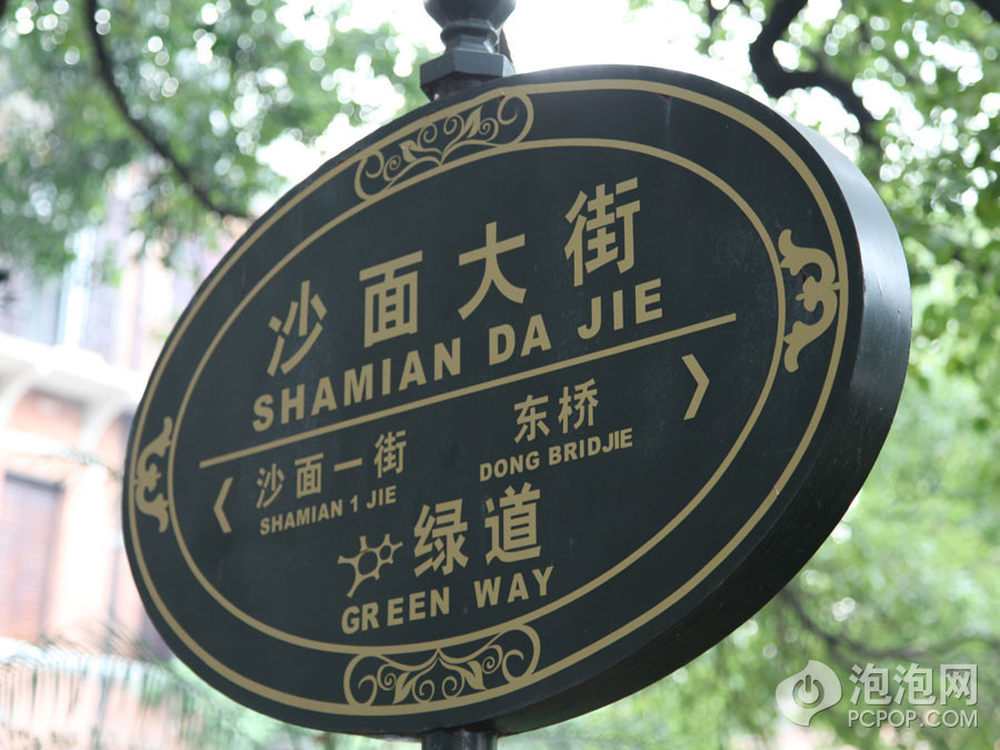 沙面大街
SHAMIAN DA JIE
沙面一街
SHAMIAN 1 JIE
东桥
DONG BRIDJIE
绿道
GREEN WAY
泡泡网
PCPOP.COM